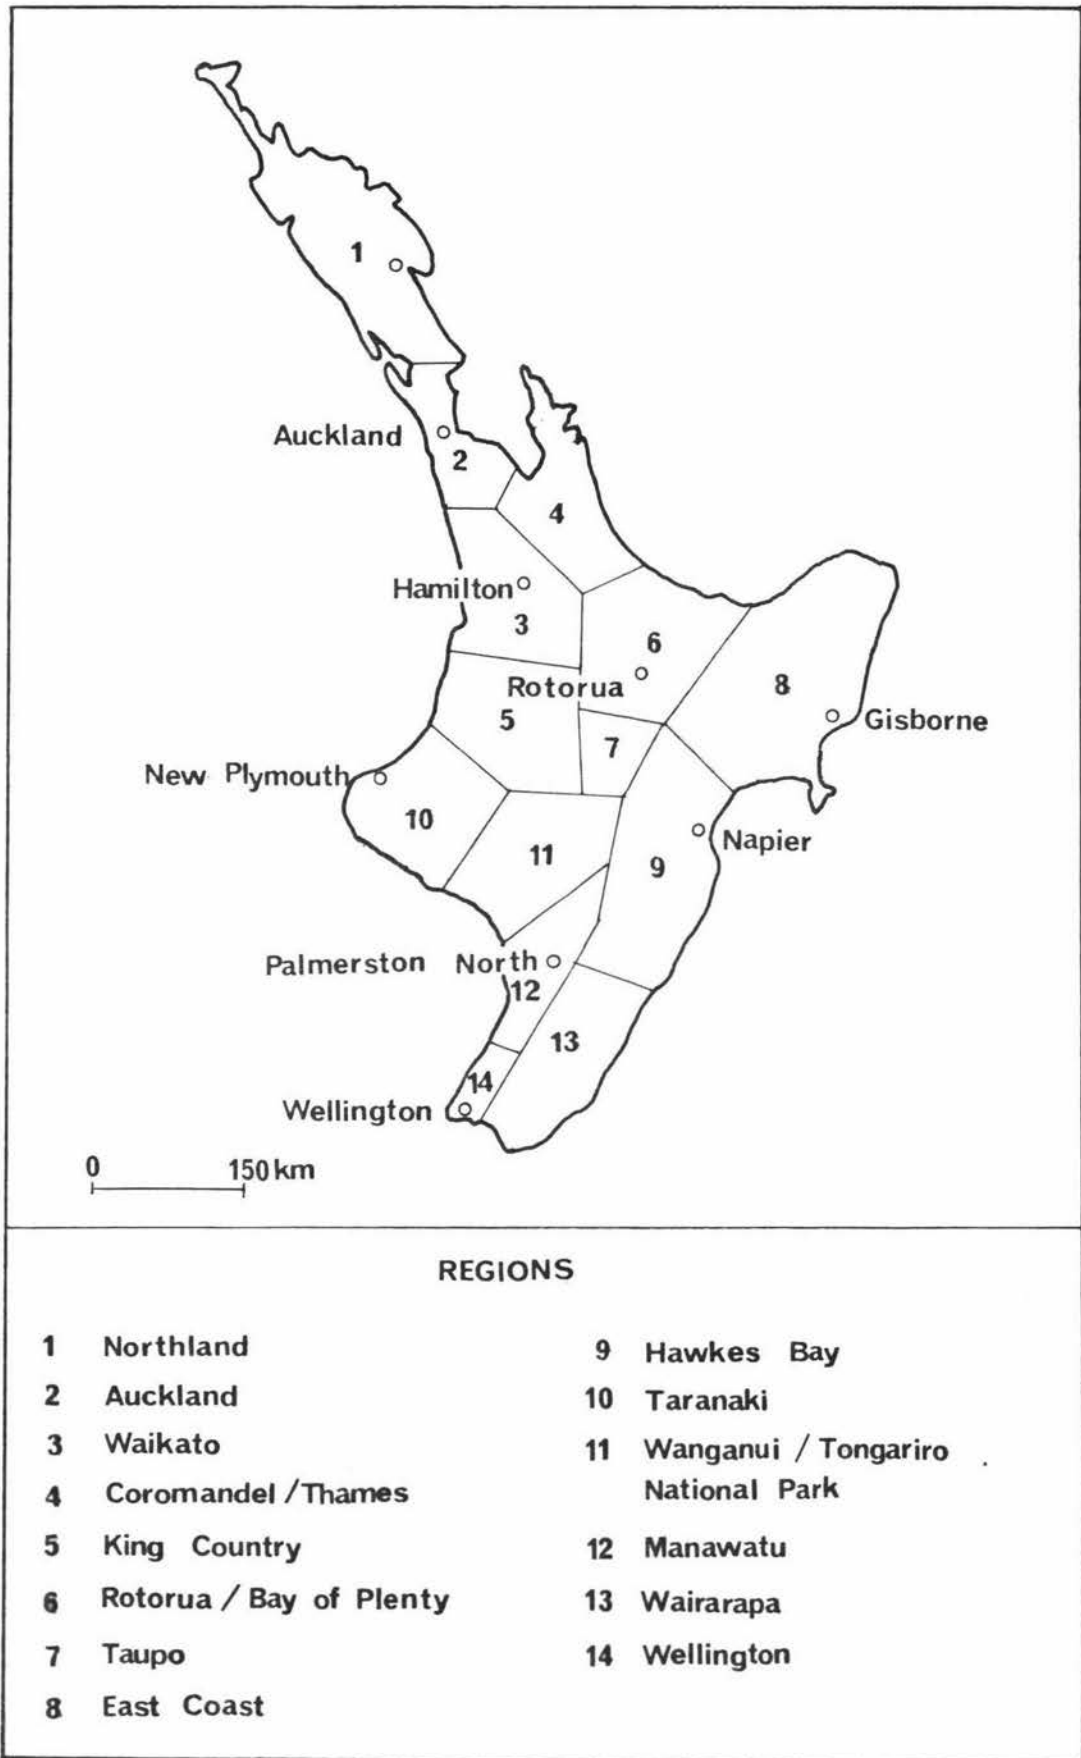 1
Auckland
2
4
Hamilton
3
6
Rotorua
8
5
Gisborne
7
New Plymouth
10
Napier
11
9
Palmerston North
12
13
14
Wellington
0 150 km
REGIONS
1 Northland
2 Auckland
3 Waikato
4 Coromandel / Thames
5 King Country
6 Rotorua / Bay of Plenty
7 Taupo
8 East Coast
9 Hawkes Bay
10 Taranaki
11 Wanganui / Tongariro
National Park
12 Manawatu
13 Wairarapa
14 Wellington